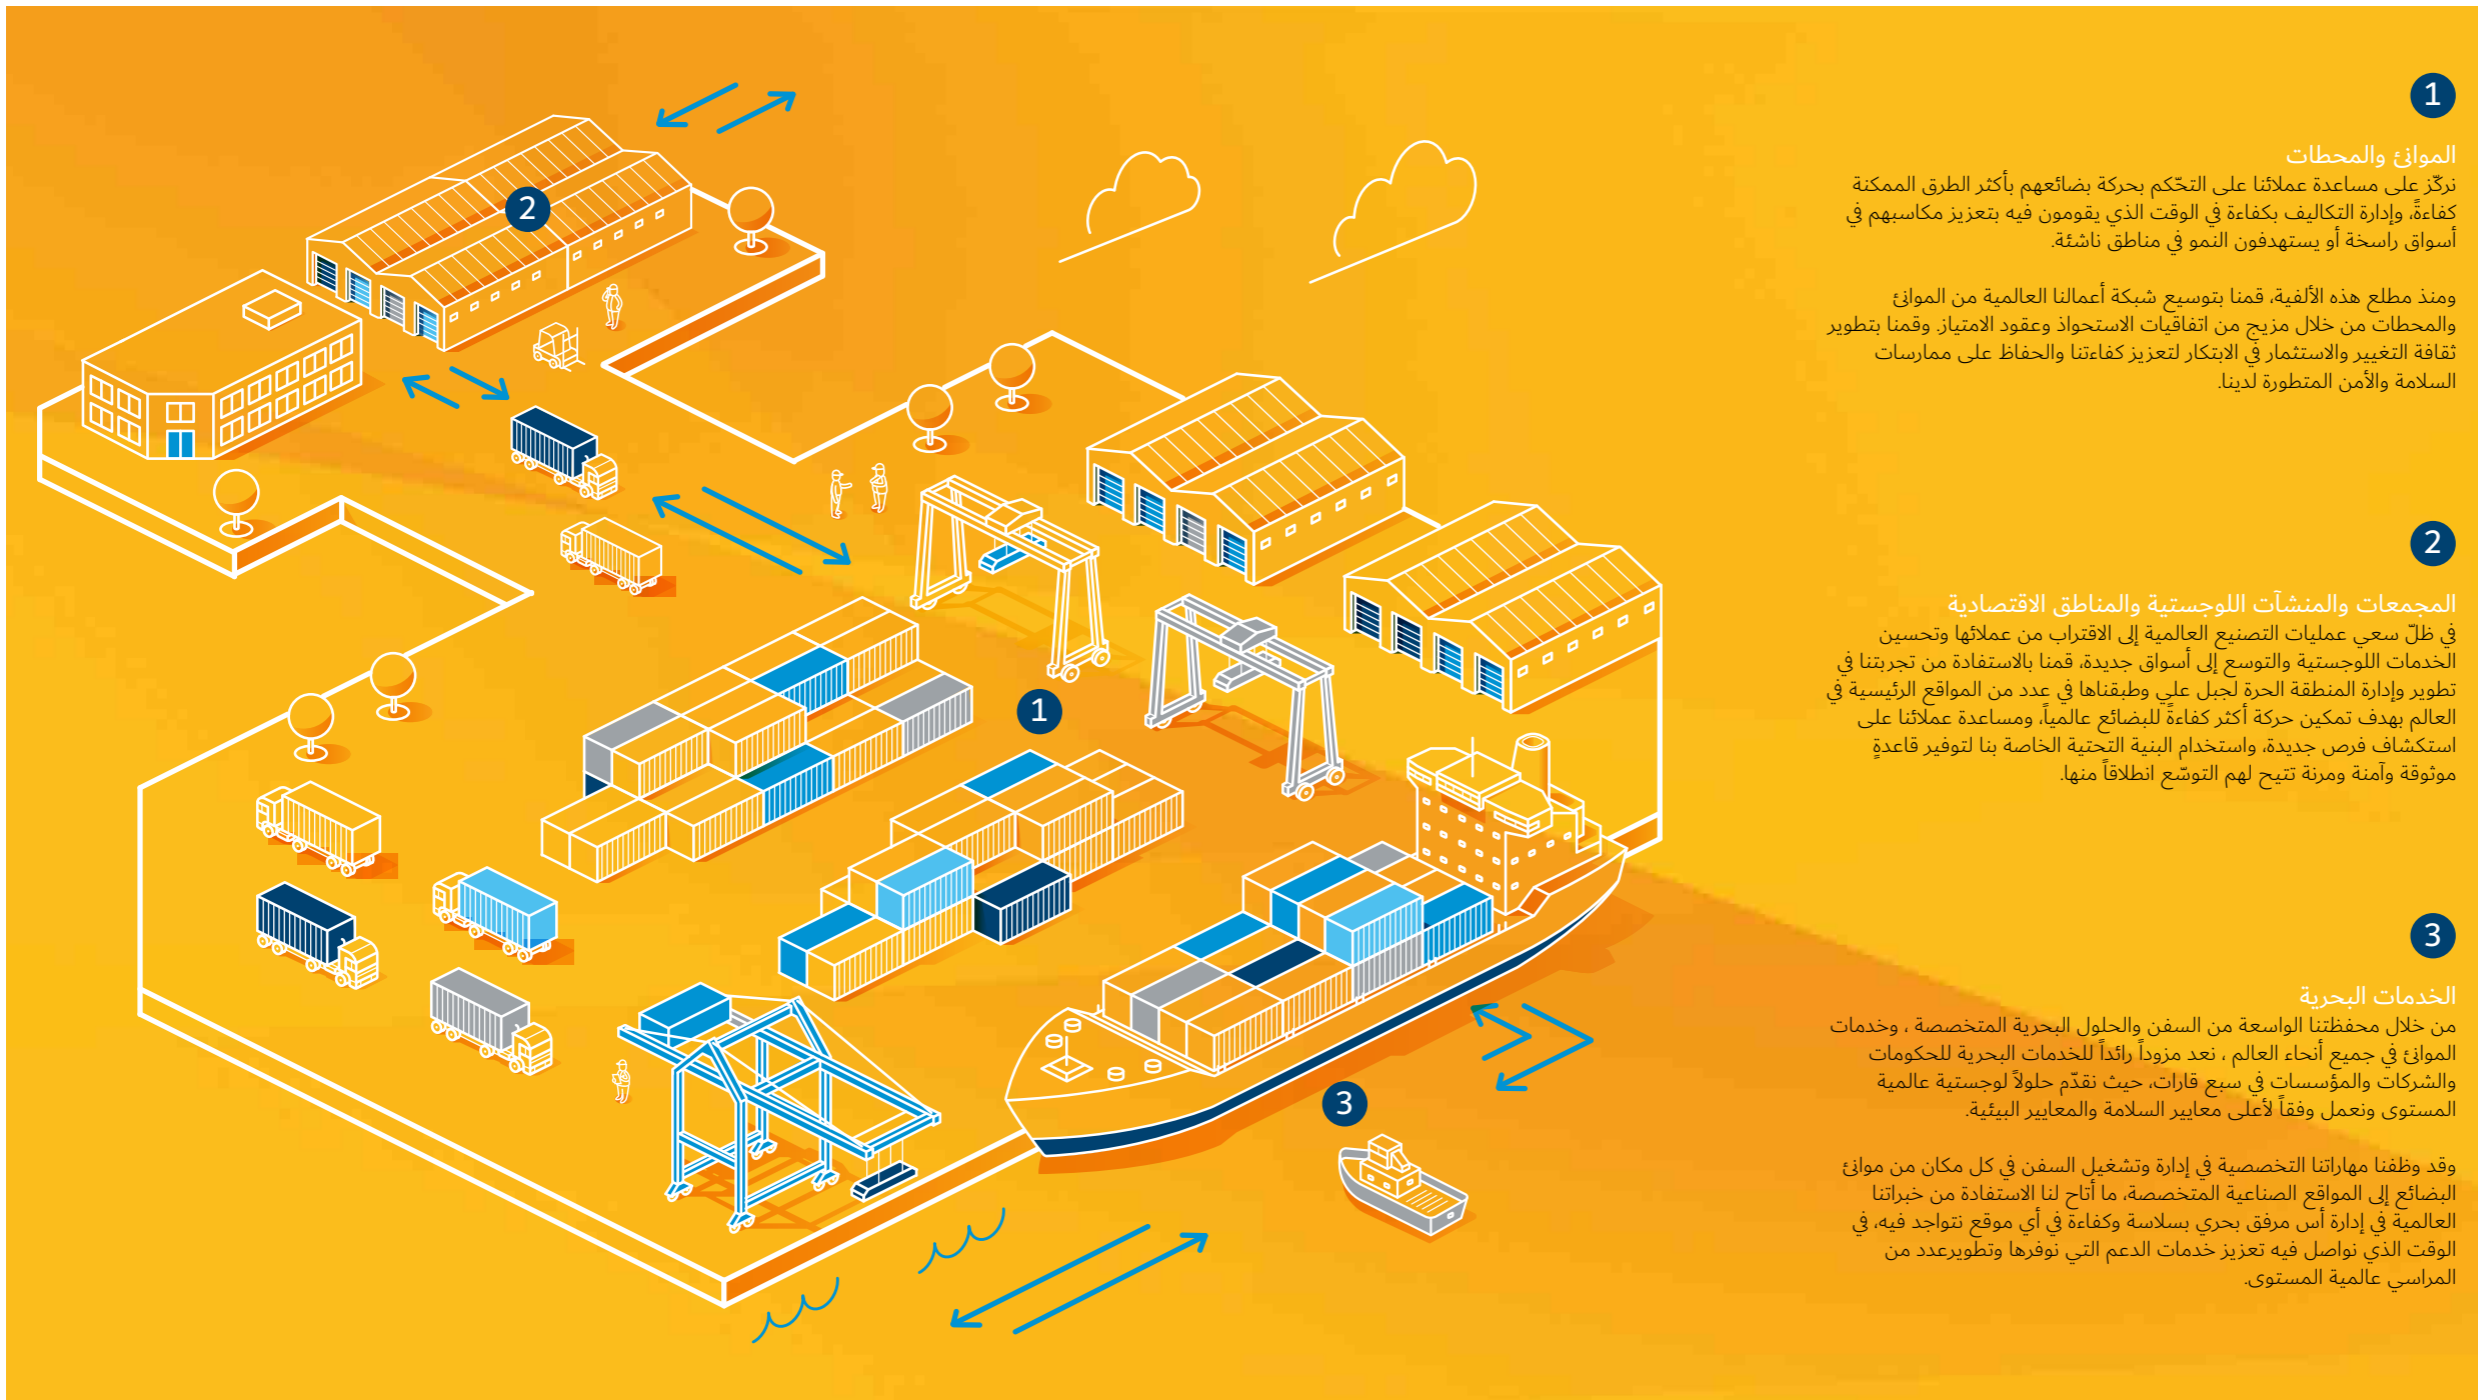 1
الموانئ والمحطات
نركّز على مساعدة عملائنا على التحّكم بحركة بضائعهم بأكثر الطرق الممكنة
كفاءةً، وإدارة التكاليف بكفاءة في الوقت الذي يقومون فيه بتعزيز مكاسبهم في
أسواق راسخة أو يستهدفون النمو في مناطق ناشئة.
ومنذ مطلع هذه الألفية، قمنا بتوسيع شبكة أعمالنا العالمية من الموانئ
والمحطات من خلال مزيج من اتفاقيات الاستحواذ وعقود الامتياز. وقمنا بتطوير
ثقافة التغيير والاستثمار في الابتكار لتعزيز كفاءتنا والحفاظ على ممارسات
السلامة والأمن المتطورة لدينا.
2
المجمعات والمنشآت اللوجستية والمناطق الاقتصادية
في ظلّ سعي عمليات التصنيع العالمية إلى الاقتراب من عملائها وتحسين
الخدمات اللوجستية والتوسع إلى أسواق جديدة، قمنا بالاستفادة من تجربتنا في
تطوير وإدارة المنطقة الحرة لجبل علي وطبقناها في عدد من المواقع الرئيسية في
العالم بهدف تمكين حركة أكثر كفاءةً للبضائع عالمياً، ومساعدة عملائنا على
استكشاف فرص جديدة، واستخدام البنية التحتية الخاصة بنا لتوفير قاعدةٍ
موثوقة وآمنة ومرنة تتيح لهم التوسّع انطلاقاً منها.
3
الخدمات البحرية
من خلال محفظتنا الواسعة من السفن والحلول البحرية المتخصصة ، وخدمات
الموانئ في جميع أنحاء العالم ، نعد مزوداً رائداً للخدمات البحرية للحكومات
والشركات والمؤسسات في سبع قارات، حيث نقدّم حلولاً لوجستية عالمية
المستوى ونعمل وفقاً لأعلى معايير السلامة والمعايير البيئية.
وقد وظفنا مهاراتنا التخصصية في إدارة وتشغيل السفن في كل مكان من موانئ
البضائع إلى المواقع الصناعية المتخصصة، ما أتاح لنا الاستفادة من خبراتنا
العالمية في إدارة أس مرفق بحري بسلاسة وكفاءة في أي موقع نتواجد فيه، في
الوقت الذي نواصل فيه تعزيز خدمات الدعم التي نوفرها وتطويرعدد من
المراسي عالمية المستوى.
2
1
3